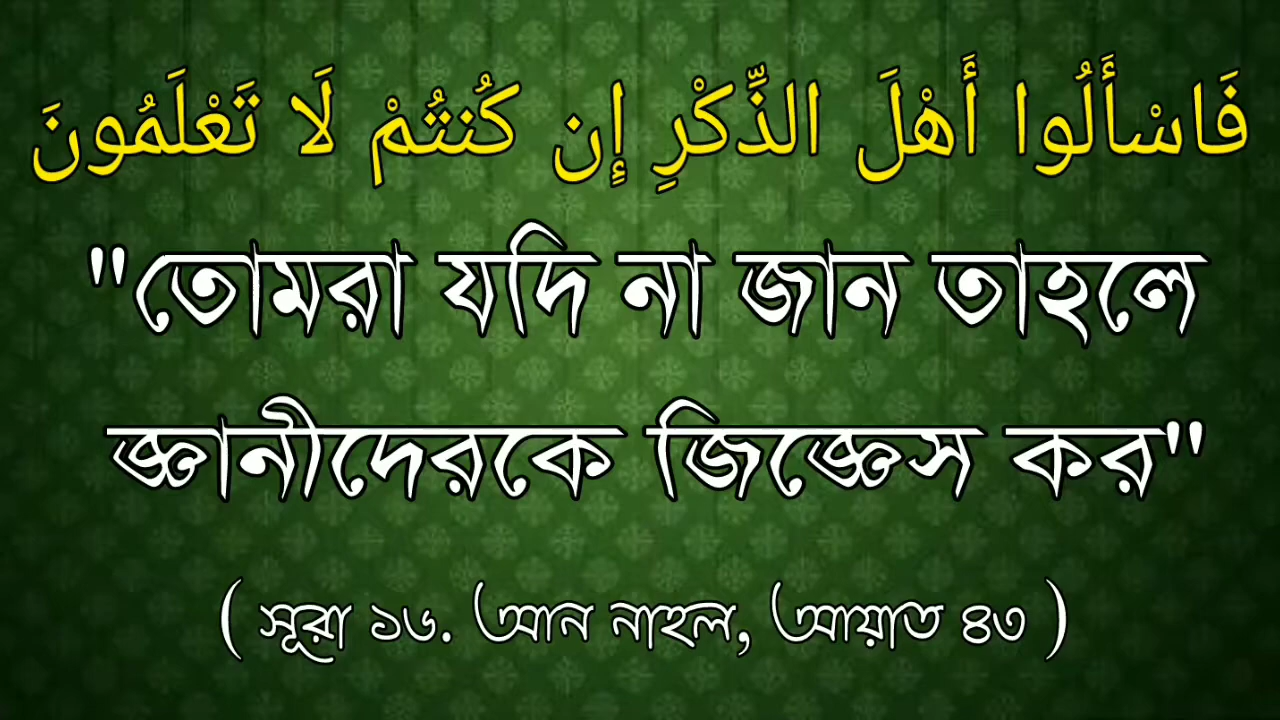 فَاسْأَلُوا أَهْلَ الذِّكْرِ إِن كُنتُمْ لَا تَعْلَمُونَ
"তোমরা যদি না জান তাহলে
জ্ঞানীদেরকে জিজ্ঞেস কর"
( সূরা ১৬. আন নাহল, আয়াত ৪৩ )